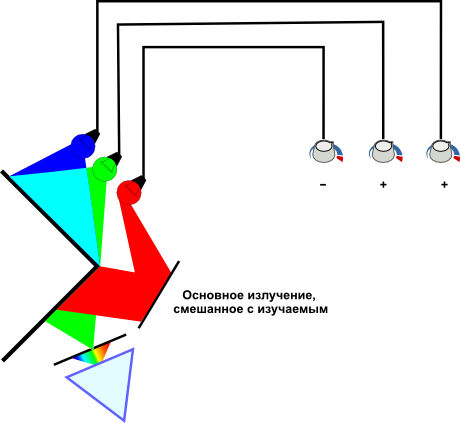 – + +
Основное излучение,
смешанное с изучаемым